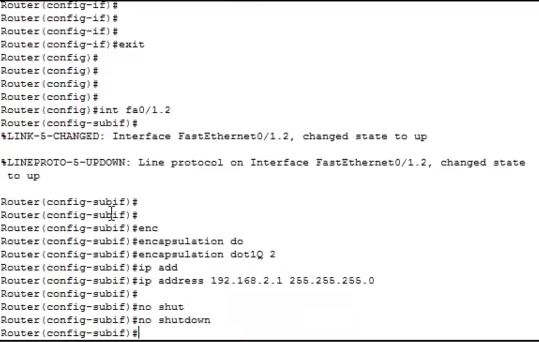 Router(config-if)#
Router(config-if)#
Router(config-if)#
Router(config-if)#exit
Router(config)#
Router(config)#
Router(config)#
Router(config)#
Router(config)#int fa0/1.2
Router(config-subif)#
%LINK-5-CHANGED: Interface FastEthernet0/1.2, changed state to up
%LINEPROTO-5-UPDOWN: Line protocol on Interface FastEthernet0/1.2, changed state
to up
Router(config-subif)#
Router(config-subif)#
Router(config-subif)#enc
Router(config-subif)#encapsulation do
Router(config-subif)#encapsulation dot1Q 2
Router(config-subif)#ip add
Router(config-subif)#ip address 192.168.2.1 255.255.255.0
Router(config-subif)#
Router(config-subif)#no shut
Router(config-subif)#no shutdown
Router(config-subif)#